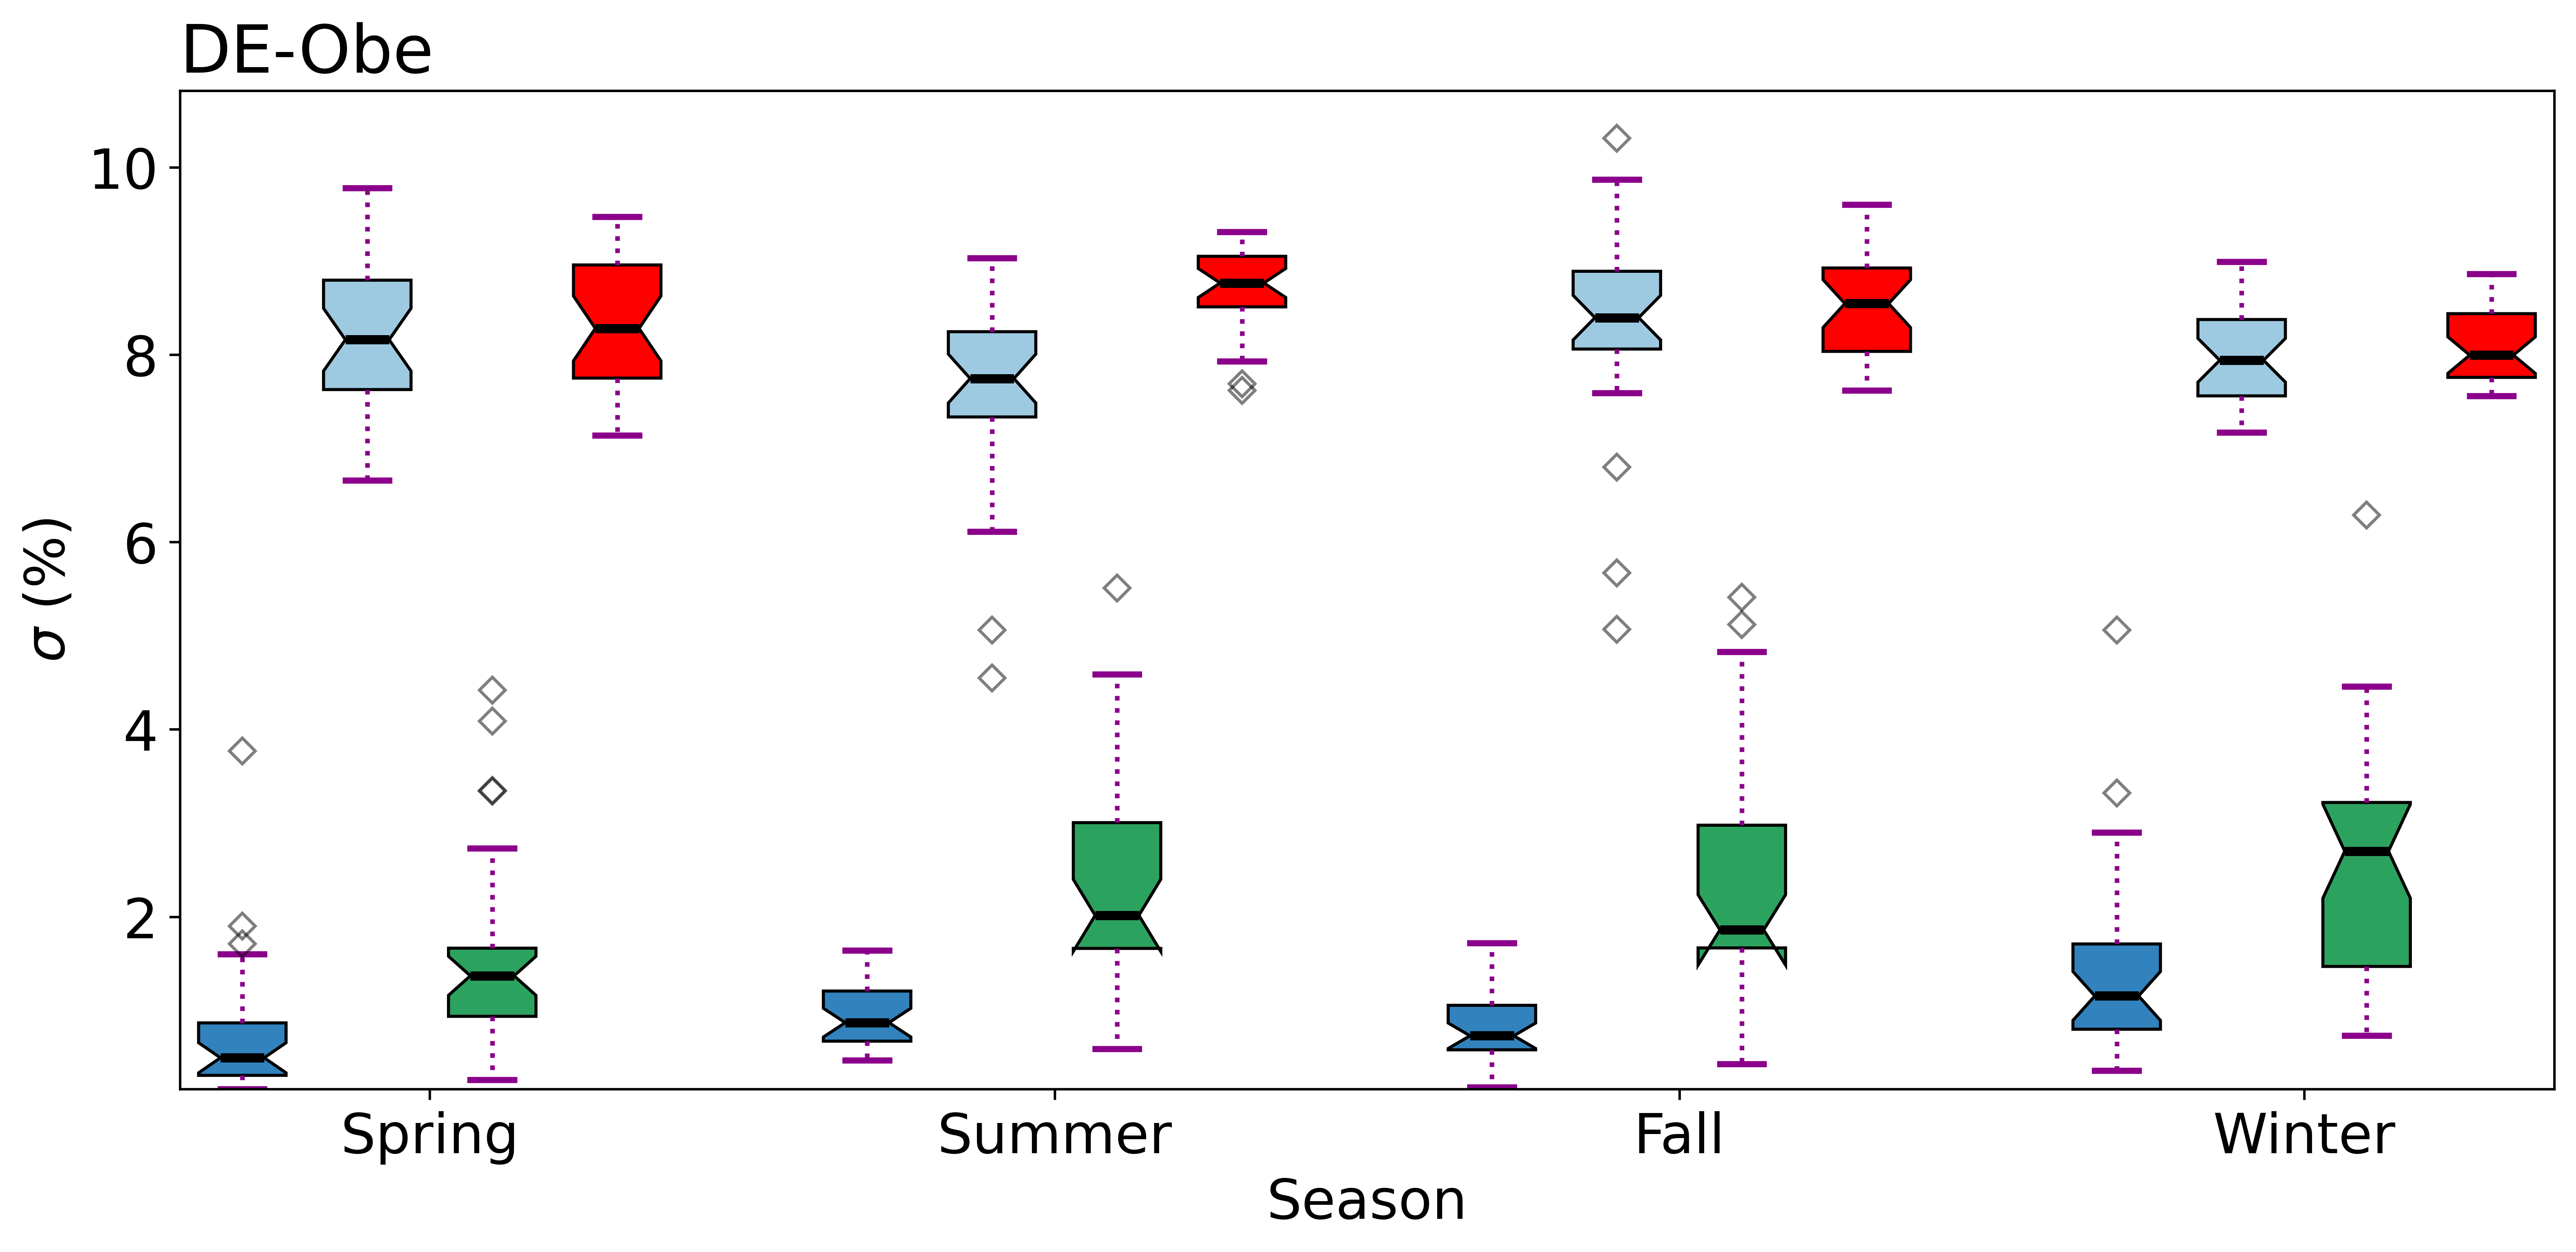 DE-Obe
10
8
6
4
2
σ (%)
Spring Summer Fall Winter
Season